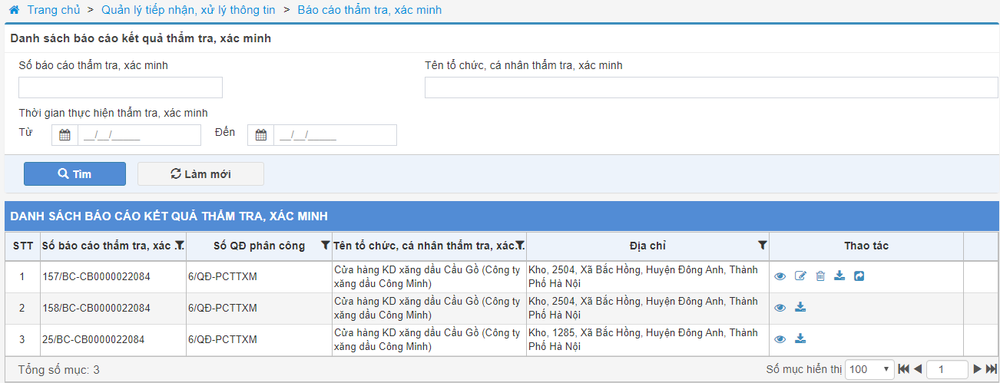 Trang chủ > Quản lý tiếp nhận, xử lý thông tin > Báo cáo thẩm tra, xác minh
Danh sách báo cáo kết quả thẩm tra, xác minh
Số báo cáo thẩm tra, xác minh
Tên tổ chức, cá nhân thẩm tra, xác minh
Thời gian thực hiện thẩm tra, xác minh
Từ __/__/____ Đến __/__/____
Tìm Làm mới
DANH SÁCH BÁO CÁO KẾT QUẢ THẨM TRA, XÁC MINH
STT Số báo cáo thẩm tra, xác ... Số QĐ phân công Tên tổ chức, cá nhân thẩm tra, xác... Địa chỉ Thao tác
1 157/BC-CB0000022084 6/QĐ-PCTTXM Cửa hàng KD xăng dầu Cầu Gỗ (Công ty xăng dầu Công Minh) Kho, 2504, Xã Bắc Hồng, Huyện Đông Anh, Thành Phố Hà Nội
2 158/BC-CB0000022084 6/QĐ-PCTTXM Cửa hàng KD xăng dầu Cầu Gỗ (Công ty xăng dầu Công Minh) Kho, 2504, Xã Bắc Hồng, Huyện Đông Anh, Thành Phố Hà Nội
3 25/BC-CB0000022084 6/QĐ-PCTTXM Cửa hàng KD xăng dầu Cầu Gỗ (Công ty xăng dầu Công Minh) Kho, 1285, Xã Bắc Hồng, Huyện Đông Anh, Thành Phố Hà Nội
Tổng số mục: 3 Số mục hiển thị 100 1